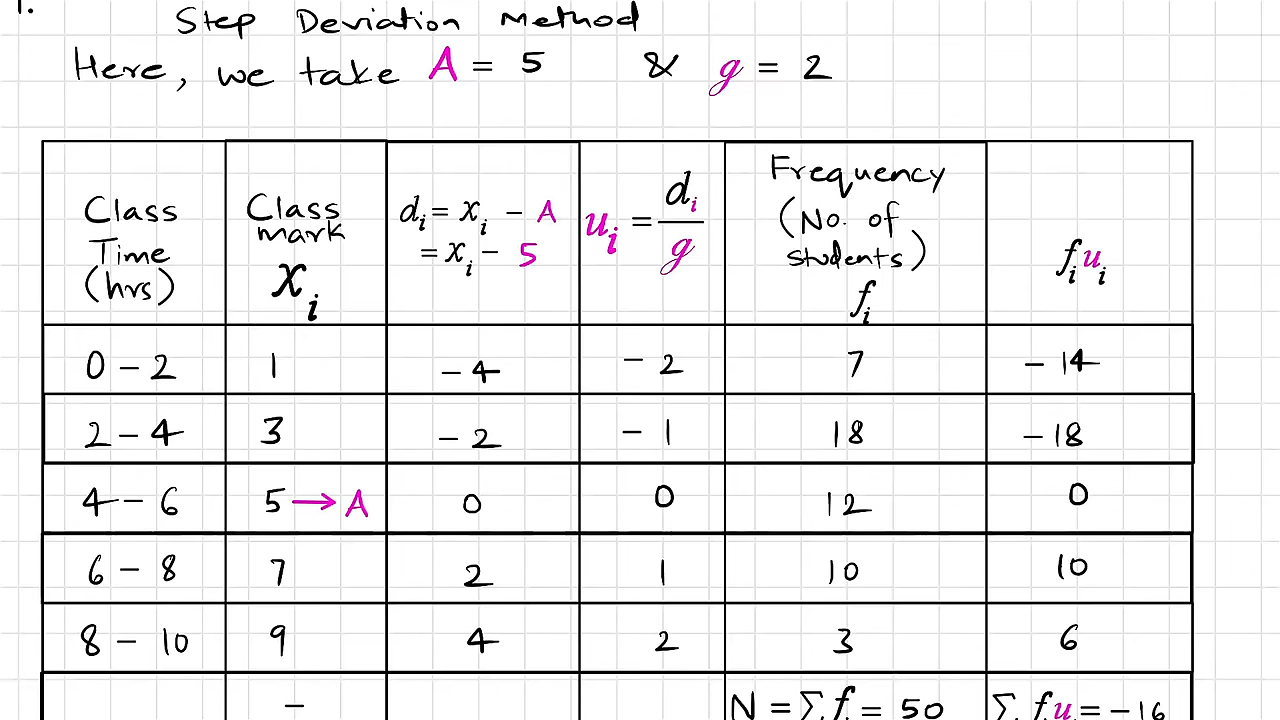 1.
Step Deviation Method
Here, we take A = 5 & g = 2
Class Time (hrs) | Class mark xᵢ | dᵢ = xᵢ − A = xᵢ − 5 | uᵢ = dᵢ/g | Frequency (No. of students) fᵢ | fᵢuᵢ
0 − 2 | 1 | − 4 | − 2 | 7 | − 14
2 − 4 | 3 | − 2 | − 1 | 18 | − 18
4 − 6 | 5 → A | 0 | 0 | 12 | 0
6 − 8 | 7 | 2 | 1 | 10 | 10
8 − 10 | 9 | 4 | 2 | 3 | 6
− | N = Σfᵢ = 50 | Σfᵢuᵢ = − 16